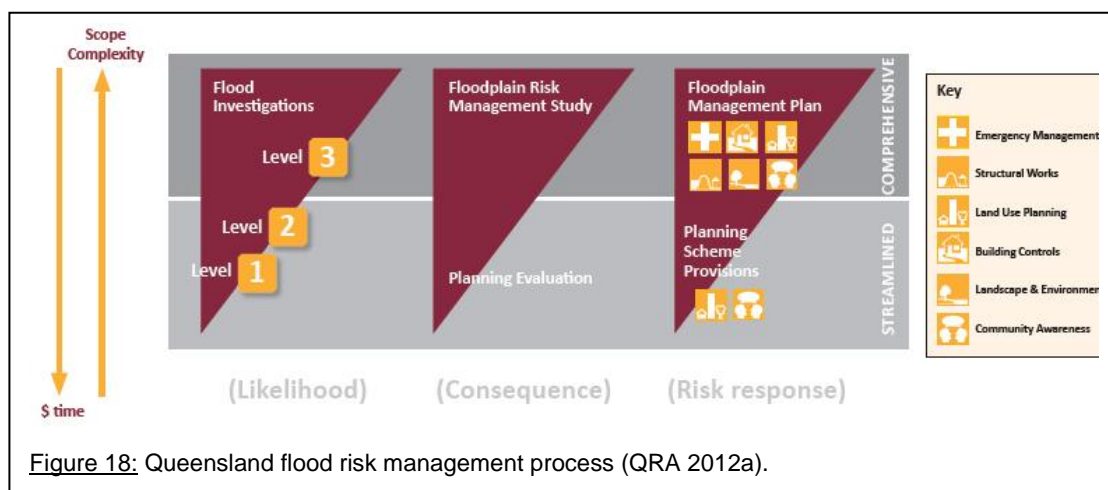 Scope
Complexity
$ time
Flood
Investigations
Level 3
Level 2
Level 1
(Likelihood)
Floodplain Risk
Management Study
Planning Evaluation
(Consequence)
Floodplain
Management Plan
Planning
Scheme
Provisions
(Risk response)
COMPREHENSIVE
STREAMLINED
Key
Emergency Management
Structural Works
Land Use Planning
Building Controls
Landscape & Environmen
Community Awareness
Figure 18: Queensland flood risk management process (QRA 2012a).